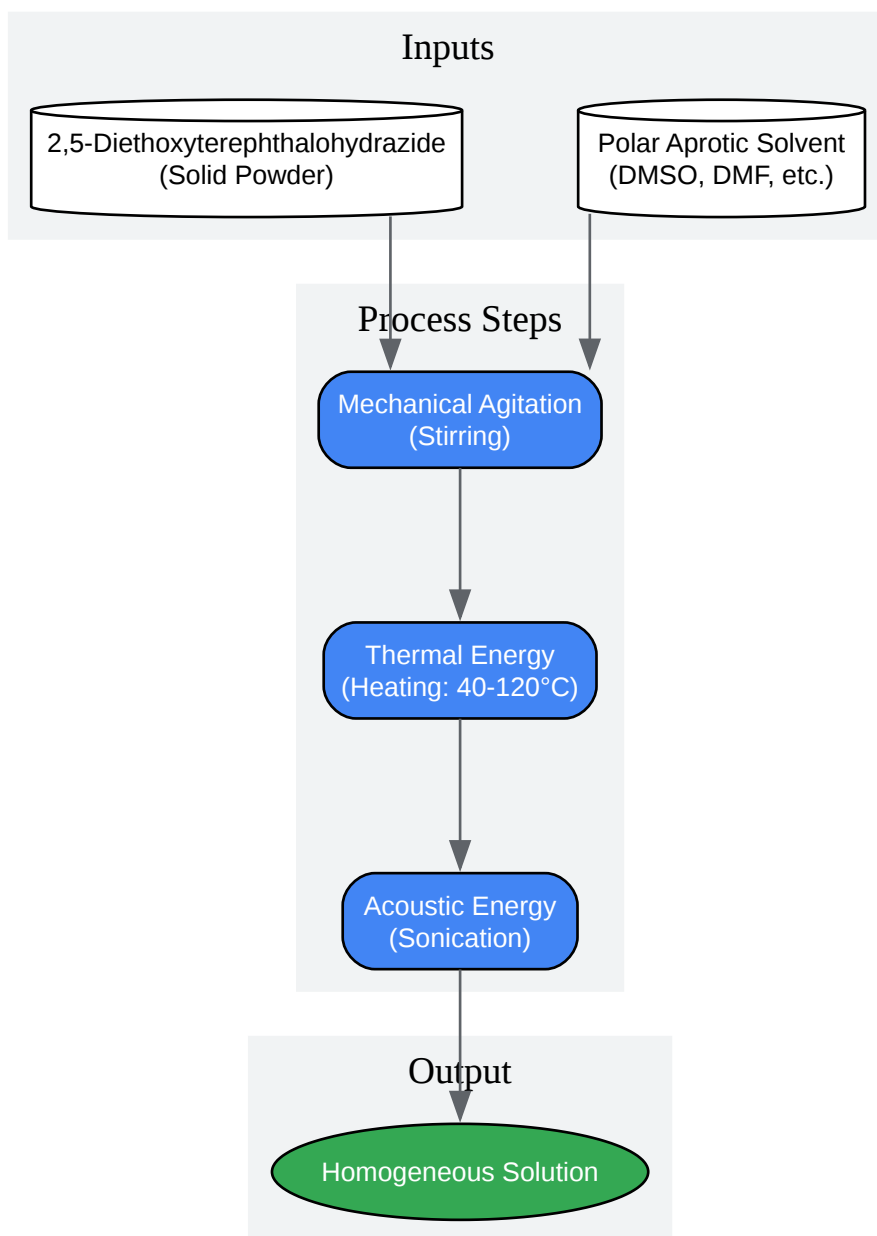 Inputs
2,5-Diethoxyterephthalohydrazide
(Solid Powder)
Polar Aprotic Solvent
(DMSO, DMF, etc.)
Process Steps
Mechanical Agitation
(Stirring)
Thermal Energy
(Heating: 40-120°C)
Acoustic Energy
(Sonication)
Output
Homogeneous Solution